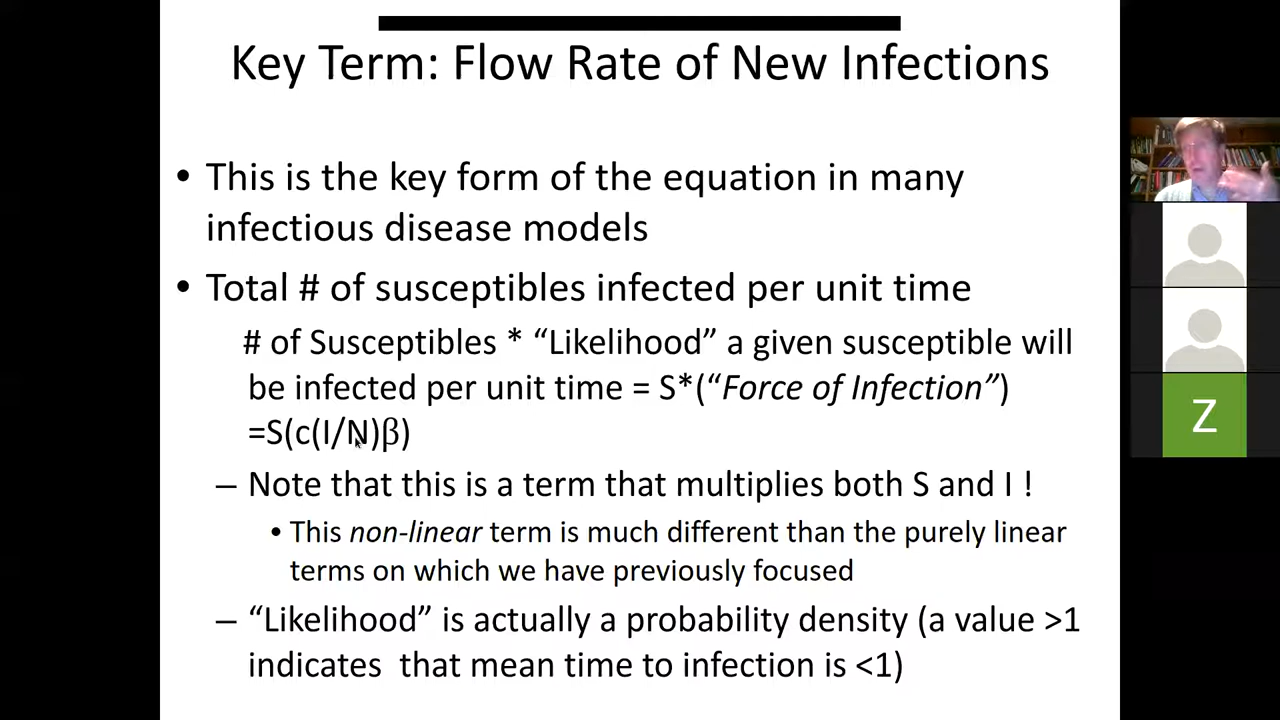 Key Term: Flow Rate of New Infections
• This is the key form of the equation in many
infectious disease models
• Total # of susceptibles infected per unit time
# of Susceptibles * “Likelihood” a given susceptible will
be infected per unit time = S*(“Force of Infection”)
=S(c(I/N)β)
– Note that this is a term that multiplies both S and I !
• This non-linear term is much different than the purely linear
terms on which we have previously focused
– “Likelihood” is actually a probability density (a value >1
indicates  that mean time to infection is <1)
Z